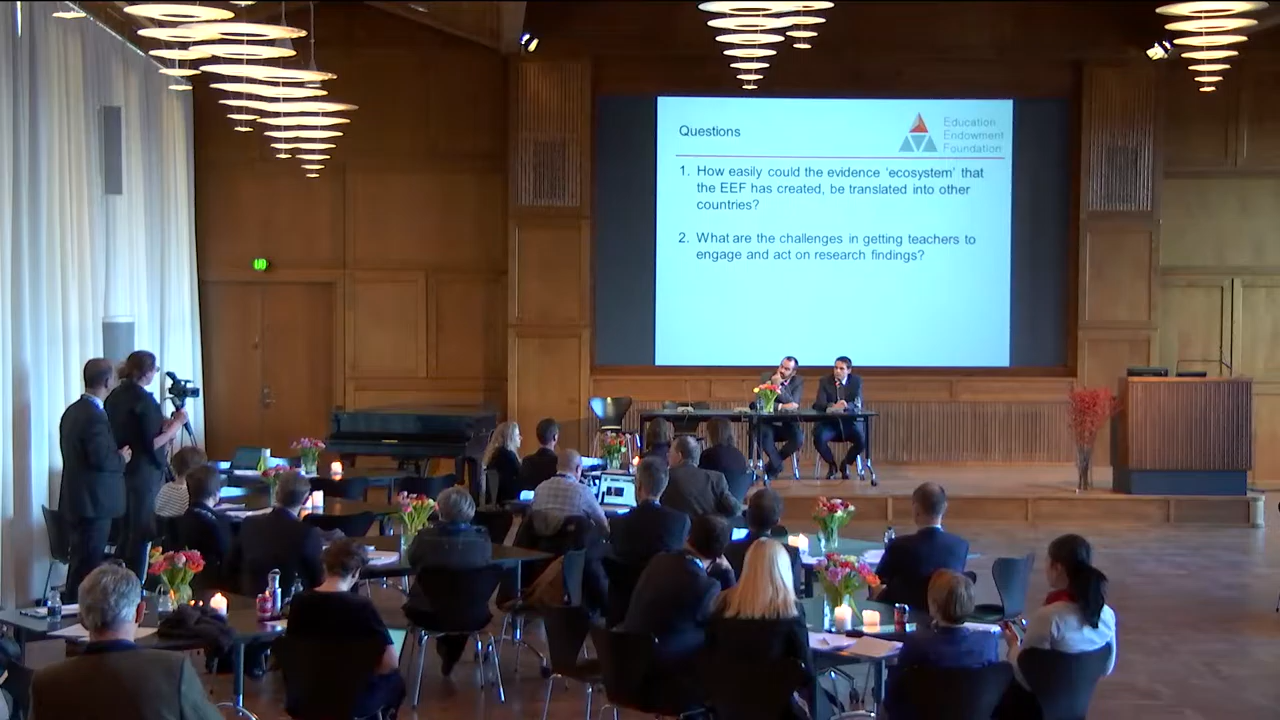 Questions
Education
Endowment
Foundation
1. How easily could the evidence ‘ecosystem’ that
the EEF has created, be translated into other
countries?
2. What are the challenges in getting teachers to
engage and act on research findings?